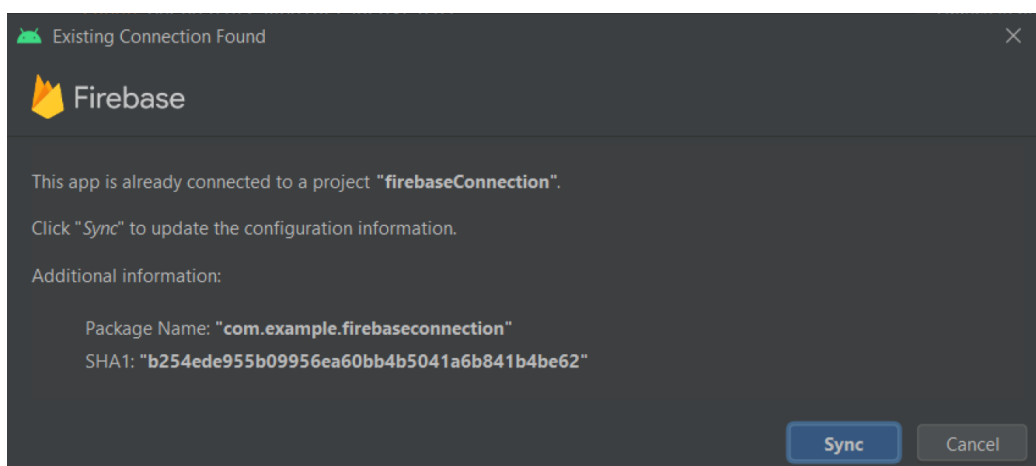 Existing Connection Found
Firebase
This app is already connected to a project "firebaseConnection".
Click "Sync" to update the configuration information.
Additional information:
Package Name: "com.example.firebaseconnection"
SHA1: "b254ede955b09956ea60bb4b5041a6b841b4be62"
Sync
Cancel